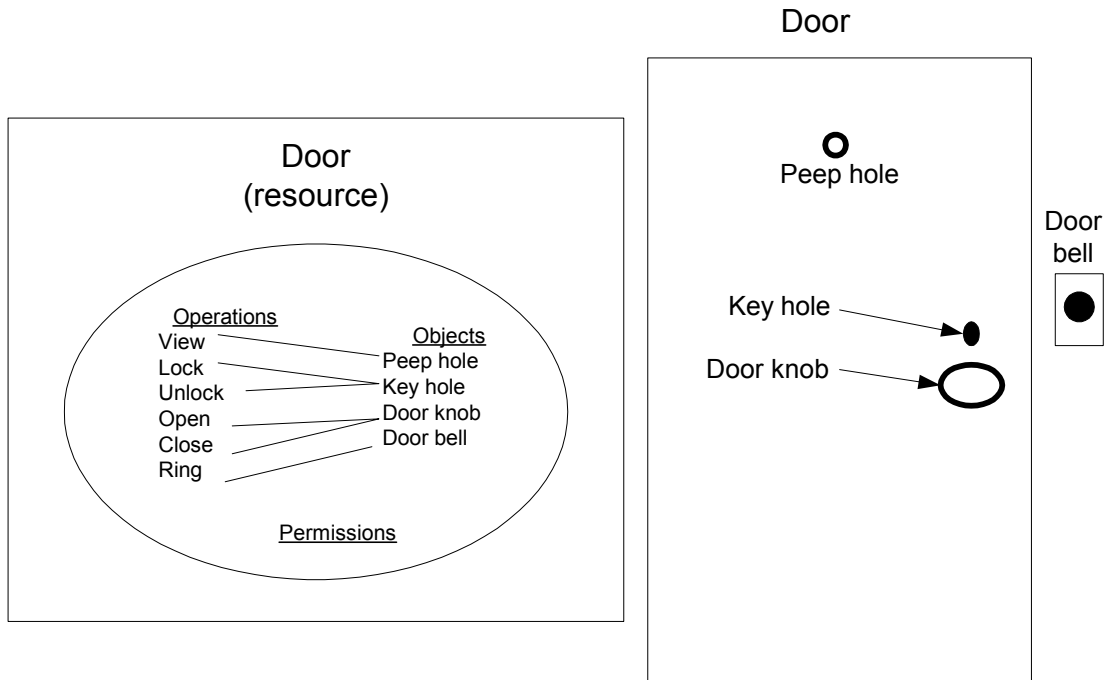 Door
(resource)
Operations
View
Lock
Unlock
Open
Close
Ring
Objects
Peep hole
Key hole
Door knob
Door bell
Permissions
Door
Peep hole
Key hole
Door knob
Door
bell